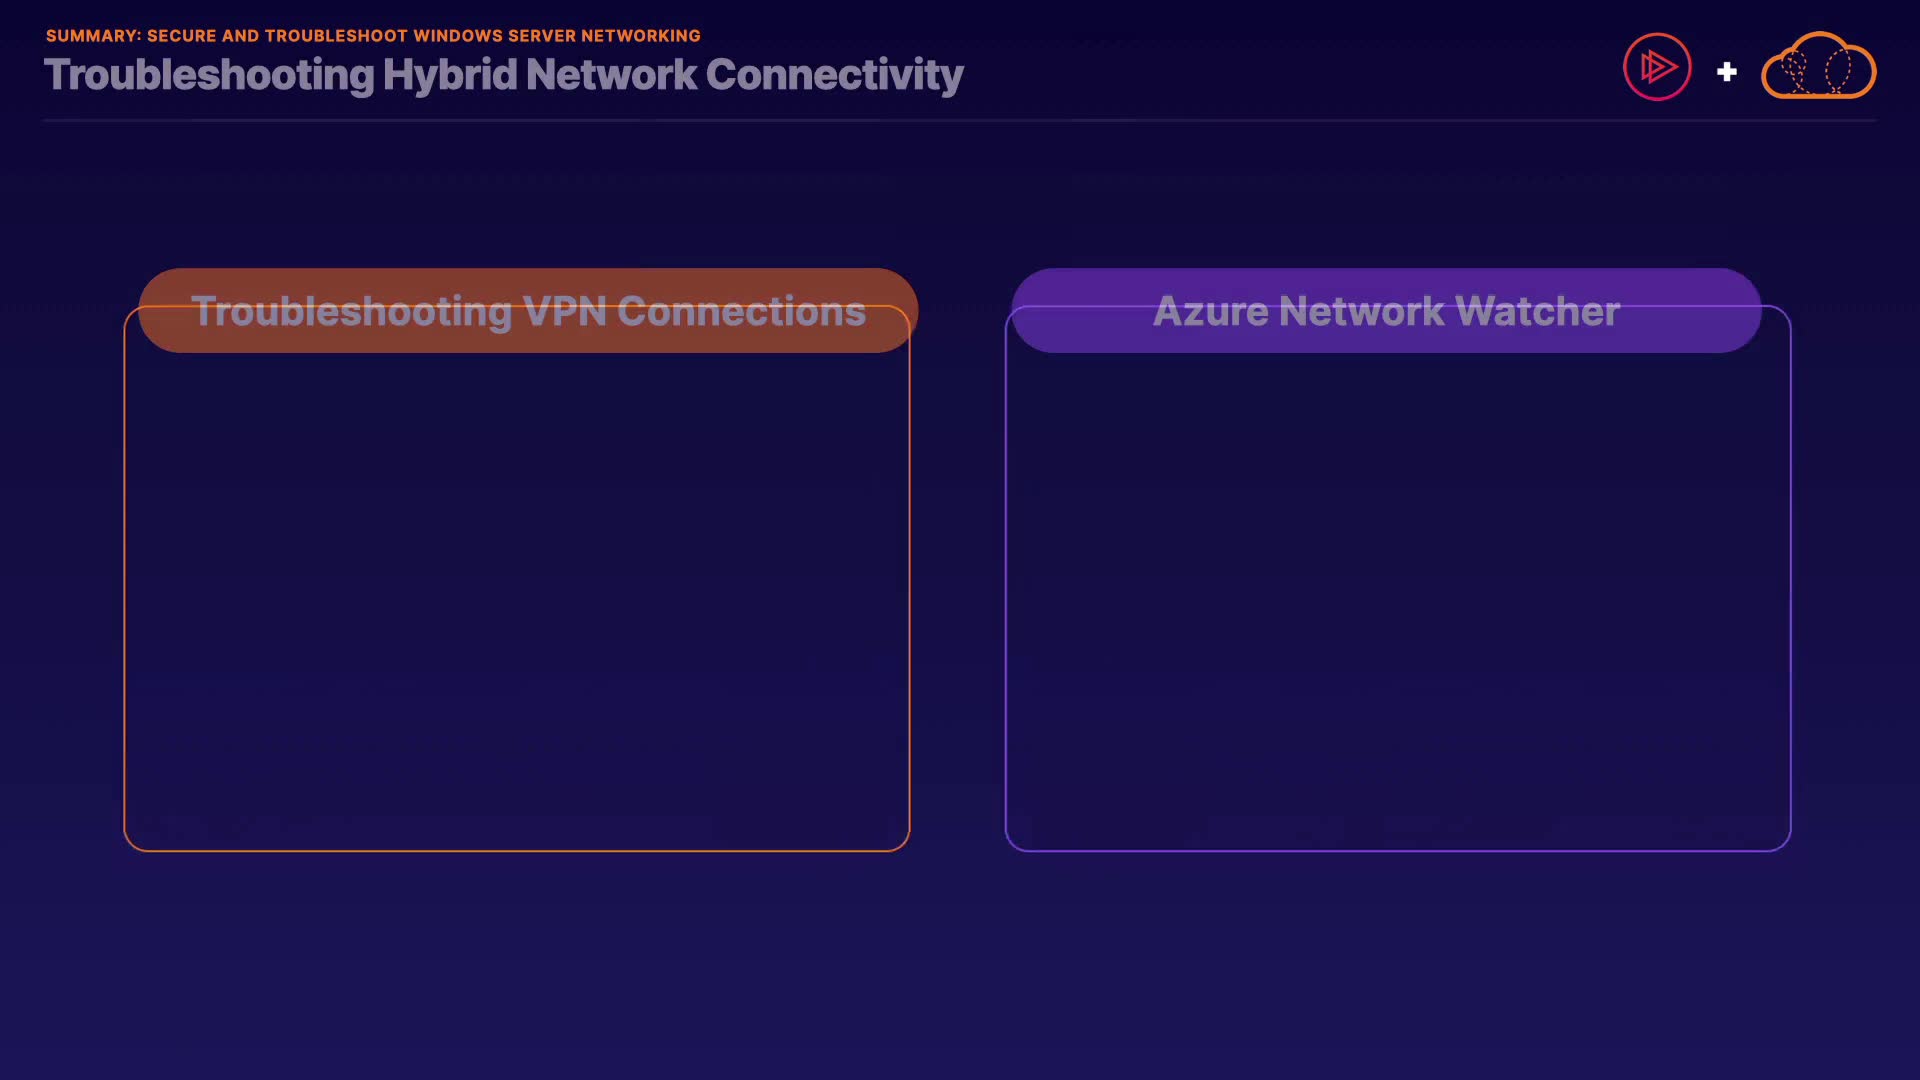 SUMMARY: SECURE AND TROUBLESHOOT WINDOWS SERVER NETWORKING
Troubleshooting Hybrid Network Connectivity
Troubleshooting VPN Connections
Azure Network Watcher